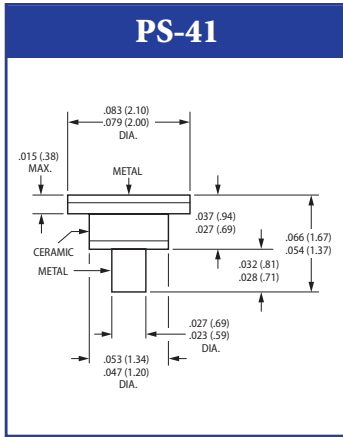 PS-41
.083 (2.10)
.079 (2.00)
DIA.
.015 (.38)
MAX.
METAL
.037 (.94)
.027 (.69)
.066 (1.67)
.054 (1.37)
CERAMIC
METAL
.032 (.81)
.028 (.71)
.027 (.69)
.023 (.59)
DIA.
.053 (1.34)
.047 (1.20)
DIA.